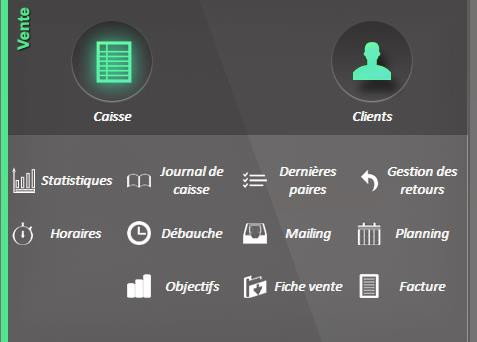 Vente
Caisse
Clients
Statistiques
Journal de
caisse
Dernières
paires
Gestion des
retours
Horaires
Débauche
Mailing
Planning
Objectifs
Fiche vente
Facture